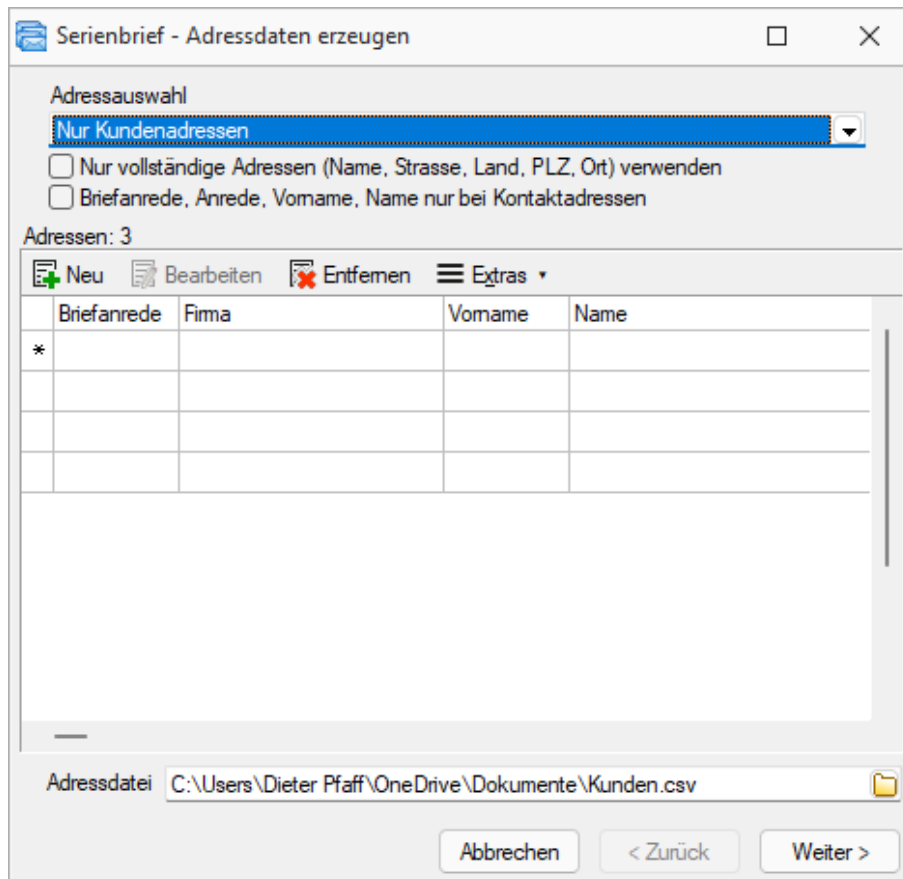 Serienbrief - Adressdaten erzeugen
Adressauswahl
Nur Kundenadressen
Nur vollständige Adressen (Name, Strasse, Land, PLZ, Ort) verwenden
Briefanrede, Anrede, Vorname, Name nur bei Kontaktadressen
Adressen: 3
Neu Bearbeiten Entfernen Extras
Briefanrede Firma Vorname Name
*
Adressdatei C:\Users\Dieter Pfaff\OneDrive\Dokumente\Kunden.csv
Abbrechen < Zurück Weiter >